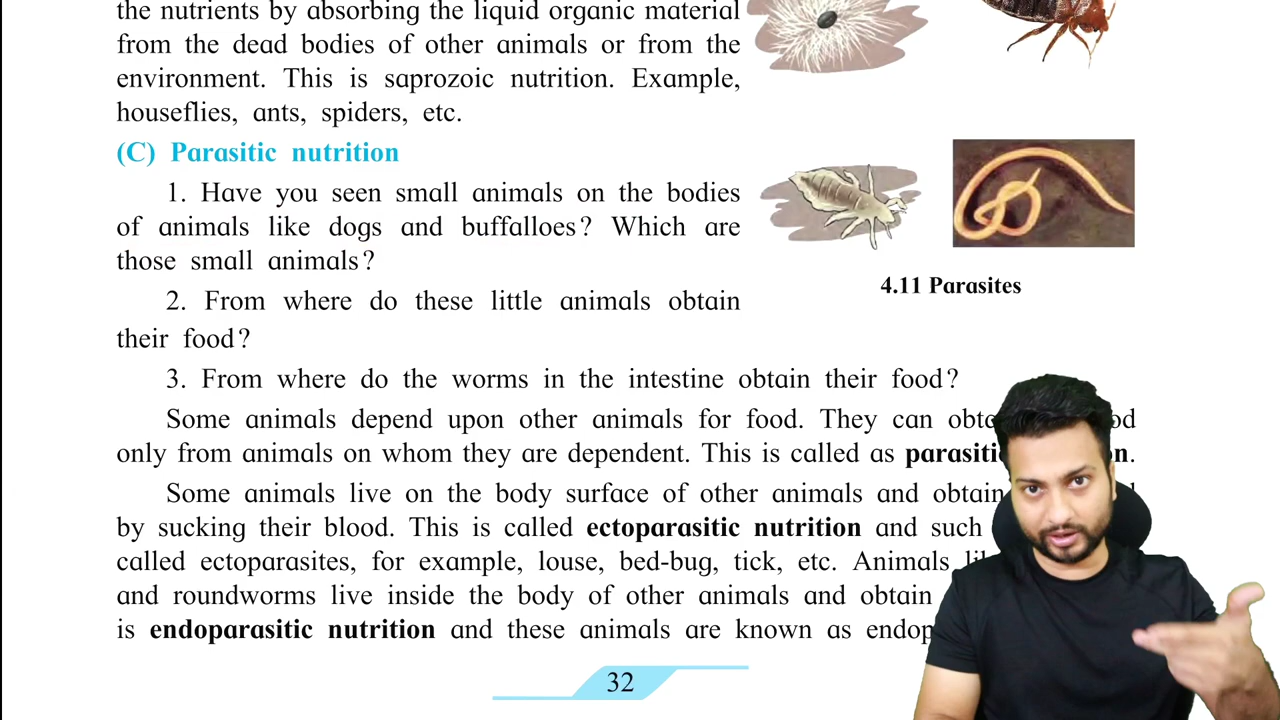 the nutrients by absorbing the liquid organic material
from the dead bodies of other animals or from the
environment. This is saprozoic nutrition. Example,
houseflies, ants, spiders, etc.
(C) Parasitic nutrition
1. Have you seen small animals on the bodies
of animals like dogs and buffalloes? Which are
those small animals?
4.11 Parasites
2. From where do these little animals obtain
their food?
3. From where do the worms in the intestine obtain their food?
Some animals depend upon other animals for food. They can
only from animals on whom they are dependent. This is called as
Some animals live on the body surface of other animals and obtain
by sucking their blood. This is called ectoparasitic nutrition and such
called ectoparasites, for example, louse, bed-bug, tick, etc. Animals
and roundworms live inside the body of other animals and obtain
is endoparasitic nutrition and these animals are known as
32